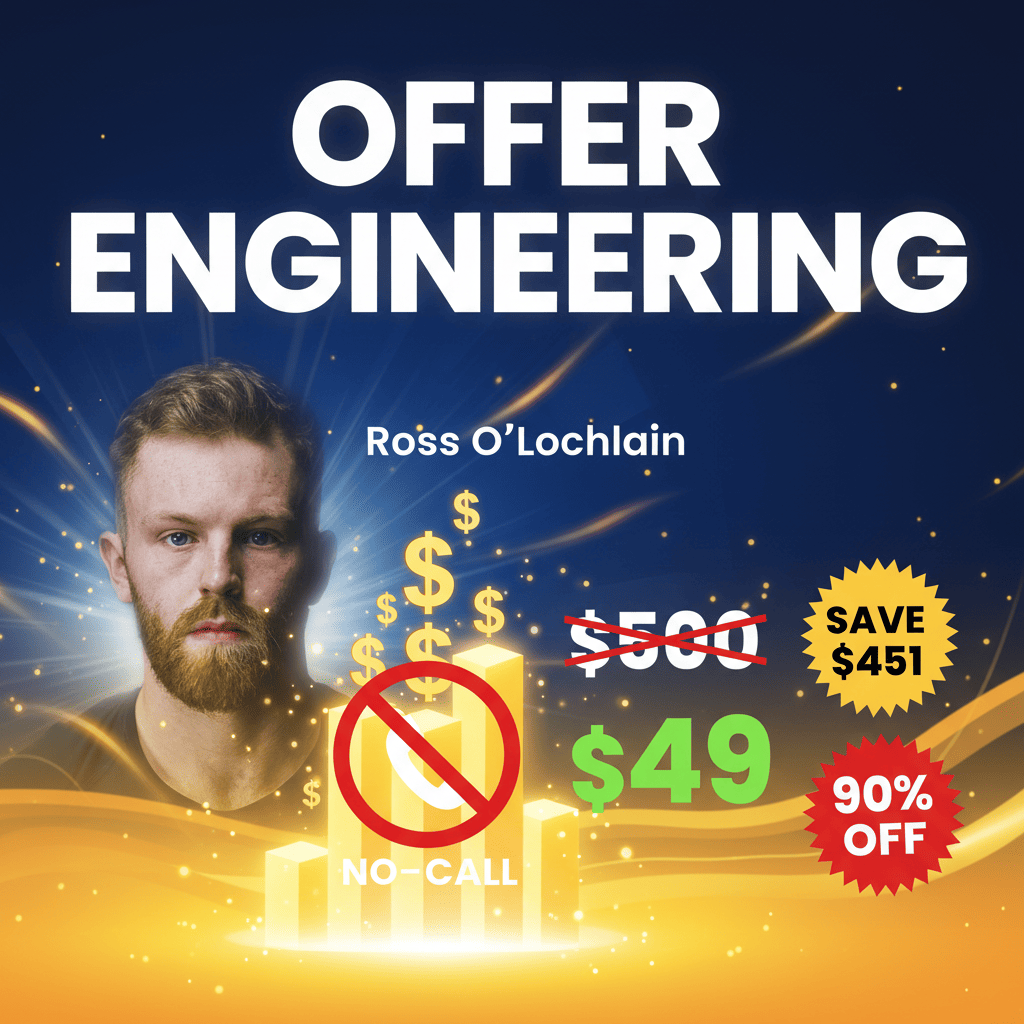 OFFER
ENGINEERING
Ross O’Lochlain
$
$
$
$
$
$
$
$500
$49
SAVE
$451
90%
OFF
NO-CALL